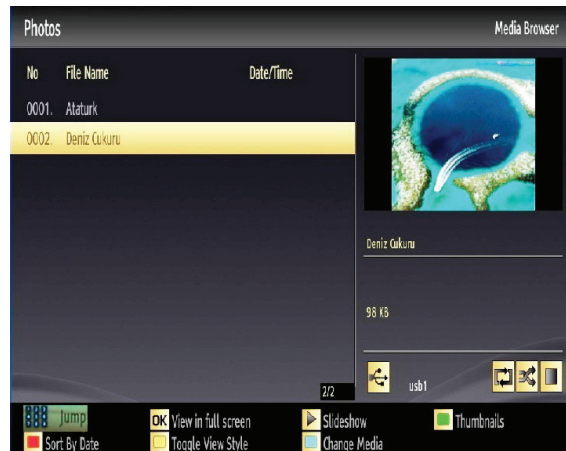 Photos Media Browser
No File Name Date/Time
0001. Ataturk
0002. Deniz Cukuru
Deniz Cukuru
98 KB
2/2
usb1
Jump OK View in full screen Slideshow Thumbnails
Sort By Date Toggle View Style Change Media